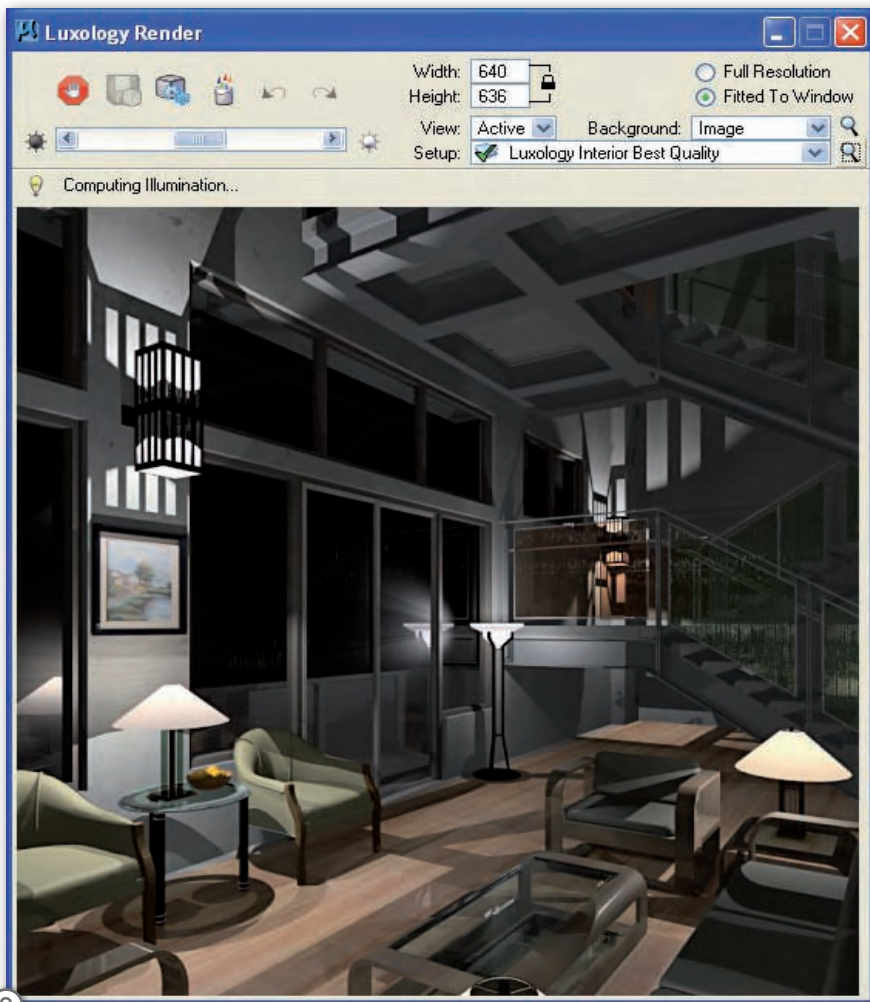 Luxology Render
Width: 640
Height: 636
Full Resolution
Fitted To Window
View: Active Background: Image
Setup: Luxology Interior Best Quality
Computing Illumination...